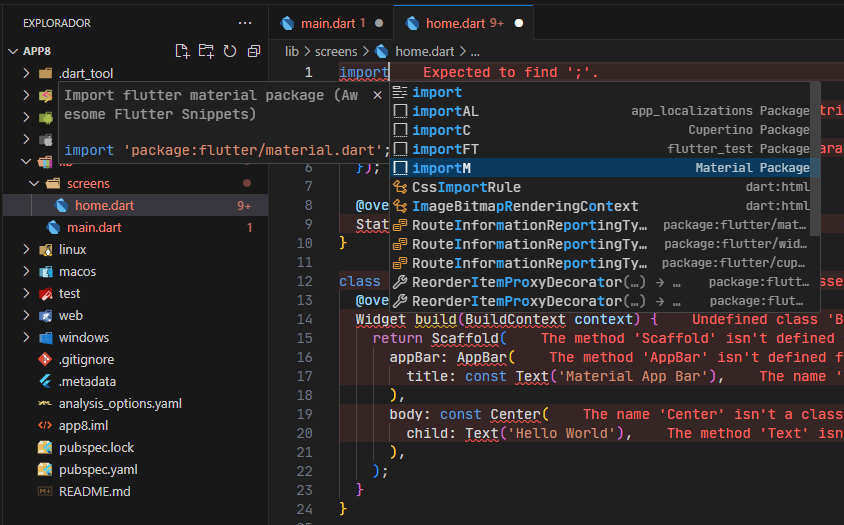 EXPLORADOR
···
main.dart 1
home.dart 9+
APP8
lib > screens > home.dart > ...
.dart_tool
1
import
Expected to find ';'.
Import flutter material package (Aw
esome Flutter Snippets)
import 'package:flutter/material.dart';
import
importAL app_localizations Package
importC Cupertino Package
importFT flutter_test Package
importM Material Package
CssImportRule dart:html
ImageBitmapRenderingContext dart:html
RouteInformationReportingTy… package:flutter/mat…
RouteInformationReportingTy… package:flutter/wid…
RouteInformationReportingTy… package:flutter/cup…
ReorderItemProxyDecorator(…) → … package:flutt…
ReorderItemProxyDecorator(…) → … package:flut…
lib
screens
home.dart 9+
main.dart 1
linux
macos
test
web
windows
.gitignore
.metadata
analysis_options.yaml
app8.iml
pubspec.lock
pubspec.yaml
README.md
6 });
7
8 @ove
9 Stat
10 }
11
12 class
13 @ove
14 Widget build(BuildContext context) { Undefined class 'B
15 return Scaffold( The method 'Scaffold' isn't defined
16 appBar: AppBar( The method 'AppBar' isn't defined f
17 title: const Text('Material App Bar'), The name '
18 ),
19 body: const Center( The name 'Center' isn't a class
20 child: Text('Hello World'), The method 'Text' isn
21 ),
22 );
23 }
24 }